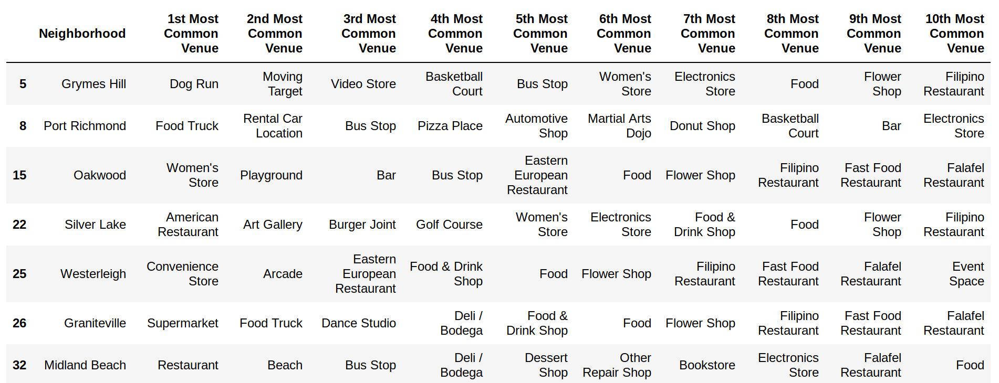 Neighborhood 1st Most Common Venue 2nd Most Common Venue 3rd Most Common Venue 4th Most Common Venue 5th Most Common Venue 6th Most Common Venue 7th Most Common Venue 8th Most Common Venue 9th Most Common Venue 10th Most Common Venue
5 Grymes Hill Dog Run Moving Target Video Store Basketball Court Bus Stop Women's Store Electronics Store Food Flower Shop Filipino Restaurant
8 Port Richmond Food Truck Rental Car Location Bus Stop Pizza Place Automotive Shop Martial Arts Dojo Donut Shop Basketball Court Bar Electronics Store
15 Oakwood Women's Store Playground Bar Bus Stop Eastern European Restaurant Food Flower Shop Filipino Restaurant Fast Food Restaurant Falafel Restaurant
22 Silver Lake American Restaurant Art Gallery Burger Joint Golf Course Women's Store Electronics Store Food & Drink Shop Food Flower Shop Filipino Restaurant
25 Westerleigh Convenience Store Arcade Eastern European Restaurant Food & Drink Shop Food Flower Shop Filipino Restaurant Fast Food Restaurant Falafel Restaurant Event Space
26 Graniteville Supermarket Food Truck Dance Studio Deli / Bodega Food & Drink Shop Food Flower Shop Filipino Restaurant Fast Food Restaurant Falafel Restaurant
32 Midland Beach Restaurant Beach Bus Stop Deli / Bodega Dessert Shop Other Repair Shop Bookstore Electronics Store Falafel Restaurant Food